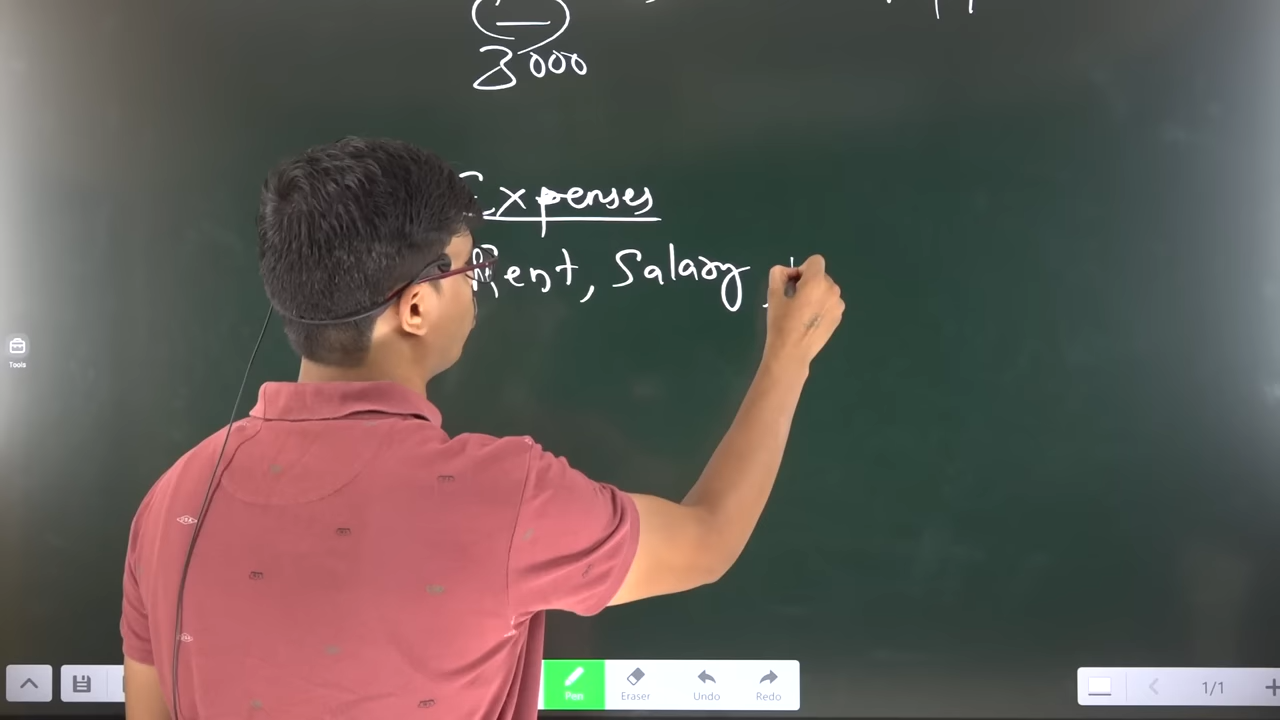 3000
Expenses
Rent, Salary,
Tools
Pen
Eraser
Undo
Redo
1/1